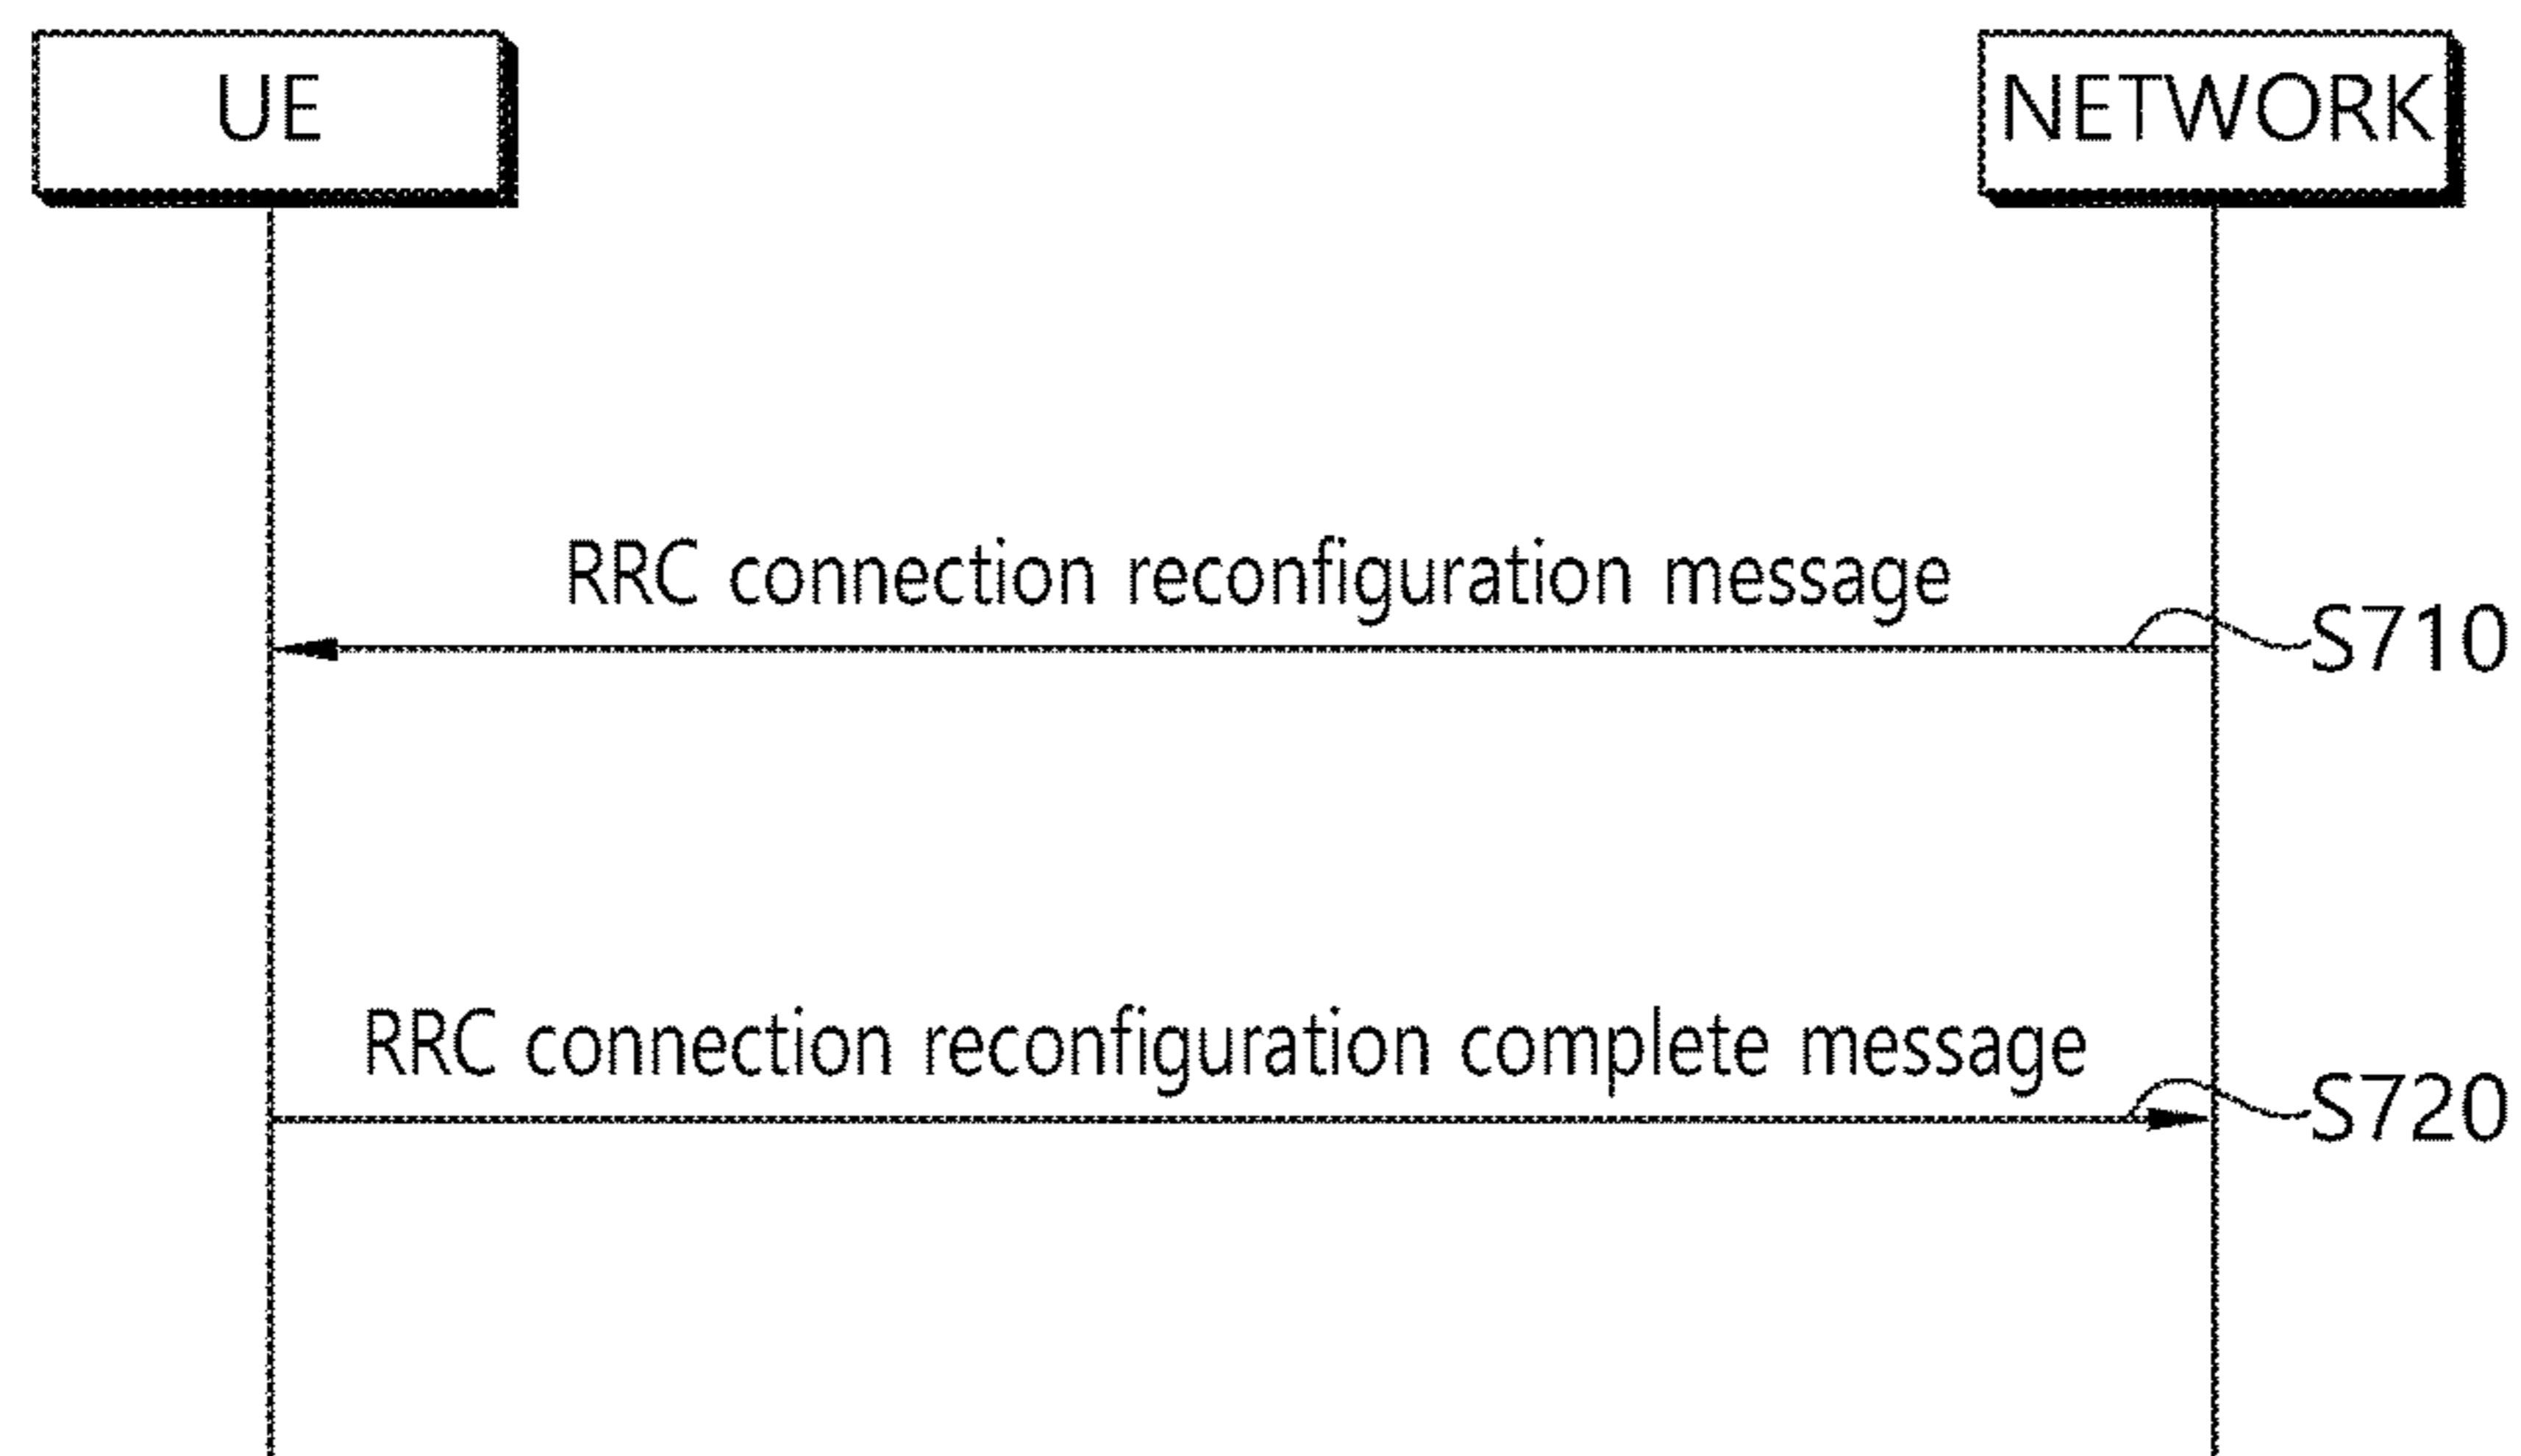 UE
NETWORK
RRC connection reconfiguration message
S710
RRC connection reconfiguration complete message
S720